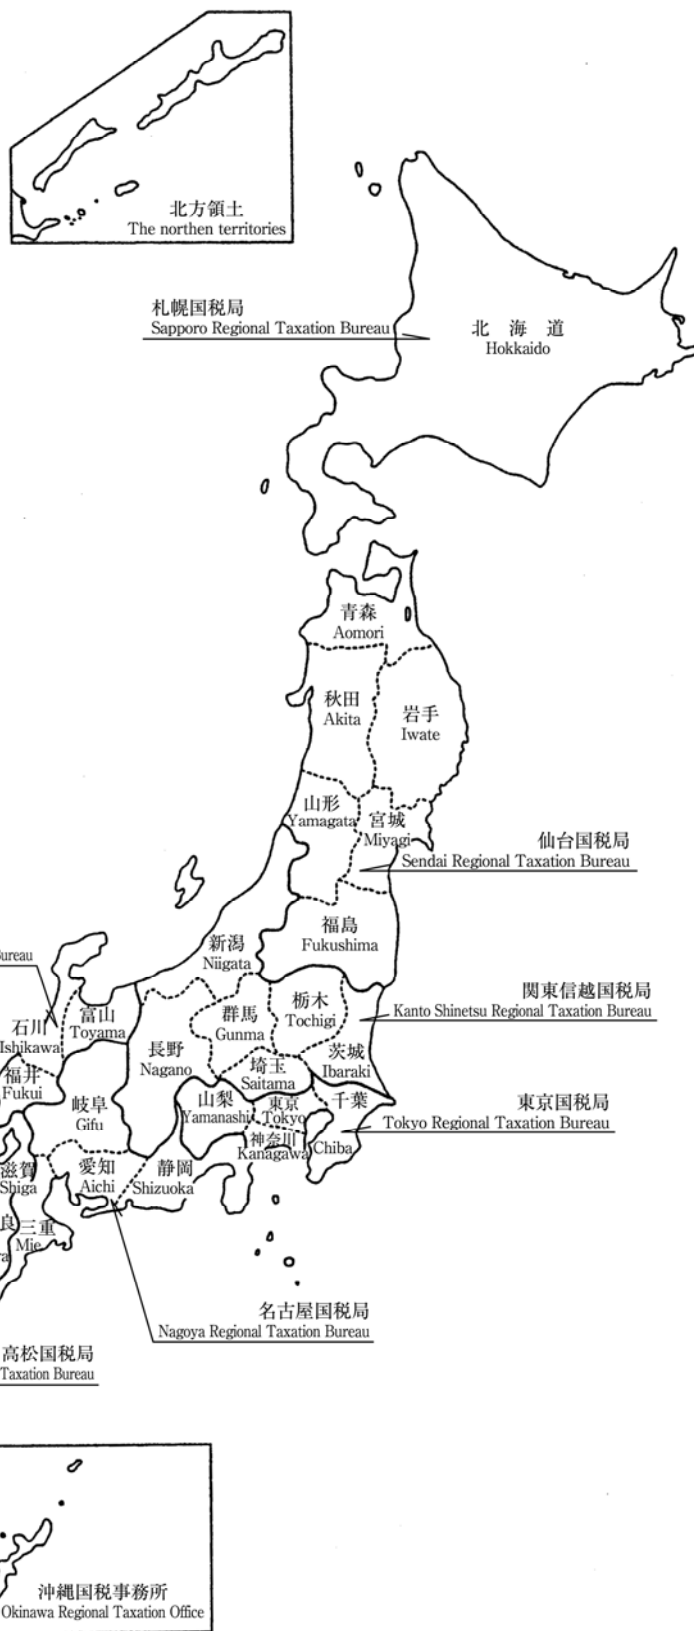 北方領土
The northen territories
札幌国税局
Sapporo Regional Taxation Bureau
北 海 道
Hokkaido
青森
Aomori
秋田
Akita
岩手
Iwate
山形
Yamagata
宮城
Miyagi
仙台国税局
Sendai Regional Taxation Bureau
福島
Fukushima
新潟
Niigata
ureau
関東信越国税局
Kanto Shinetsu Regional Taxation Bureau
栃木
Tochigi
群馬
Gunma
富山
Toyama
石川
Ishikawa
長野
Nagano
茨城
Ibaraki
埼玉
Saitama
福井
Fukui
岐阜
Gifu
山梨
Yamanashi
東京
Tokyo
千葉
Chiba
東京国税局
Tokyo Regional Taxation Bureau
神奈川
Kanagawa
滋賀
Shiga
愛知
Aichi
静岡
Shizuoka
良
ra
三重
Mie
名古屋国税局
Nagoya Regional Taxation Bureau
高松国税局
Taxation Bureau
沖縄国税事務所
Okinawa Regional Taxation Office